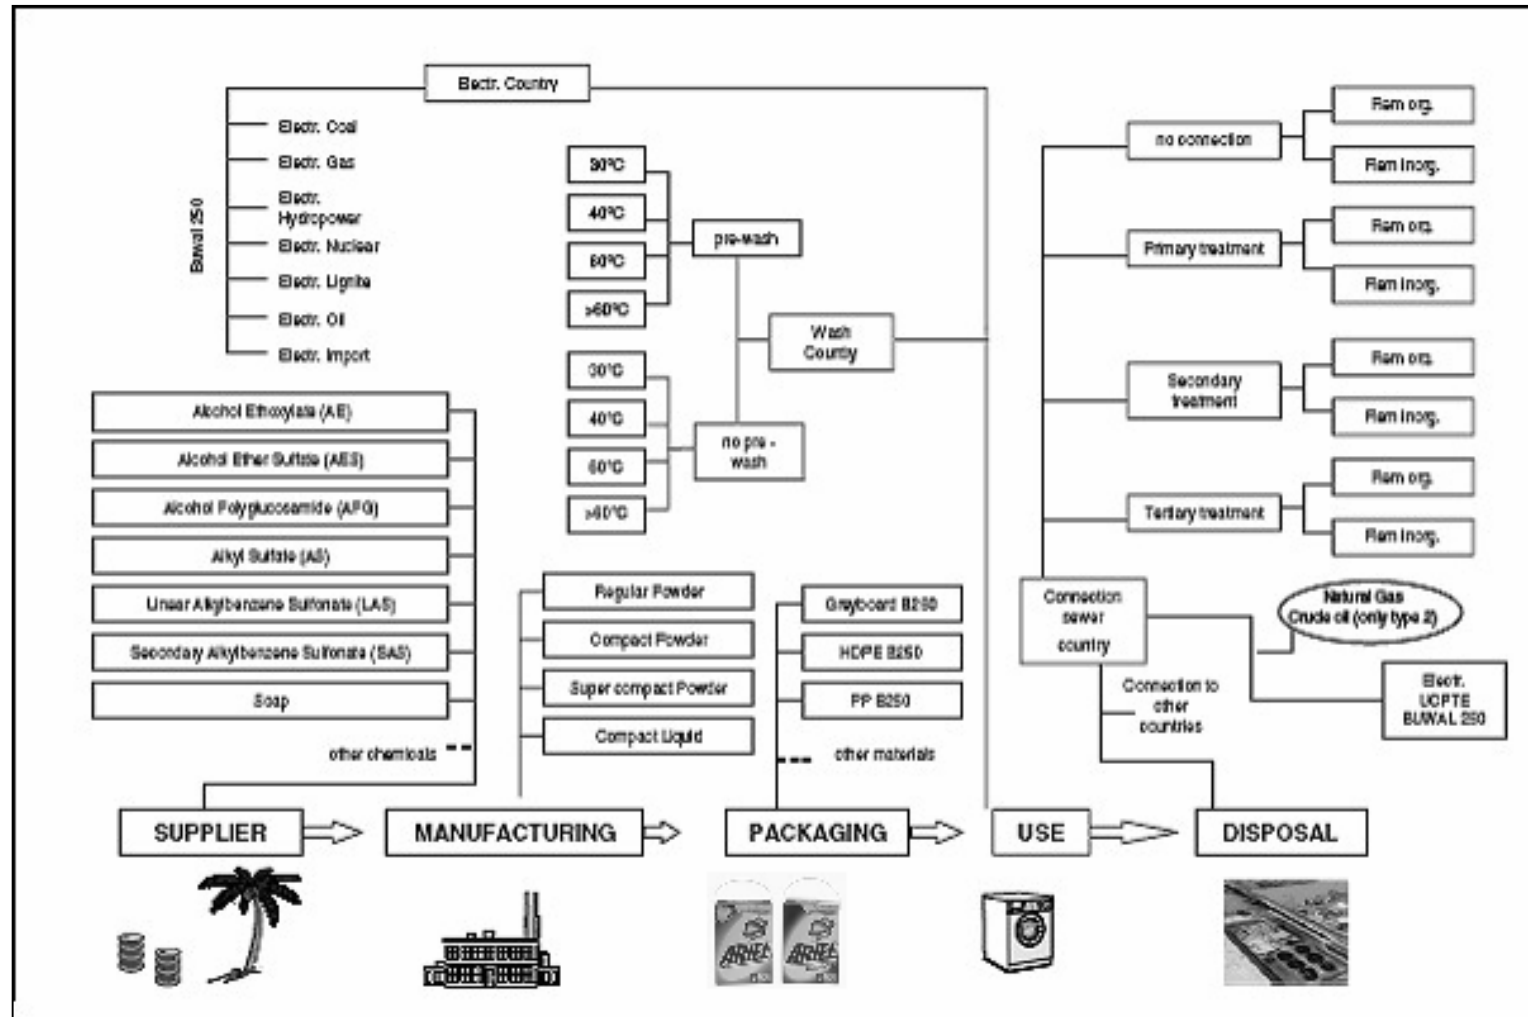 Electr. Country
Buwal 250
Electr. Coal
Electr. Gas
Electr.
Hydropower
Electr. Nuclear
Electr. Lignite
Electr. Oil
Electr. Import
30°C
40°C
60°C
>60°C
pre-wash
Wash
Country
30°C
40°C
60°C
>60°C
no pre -
wash
Alcohol Ethoxylate (AE)
Alcohol Ether Sulfate (AES)
Alcohol Polyglucosamide (APG)
Alkyl Sulfate (AS)
Linear Alkylbenzene Sulfonate (LAS)
Secondary Alkylbenzene Sulfonate (SAS)
Soap
other chemicals
Regular Powder
Compact Powder
Super compact Powder
Compact Liquid
Greyboard B250
HDPE B250
PP B250
other materials
no connection
Rem org.
Rem inorg.
Primary treatment
Rem org.
Rem inorg.
Secondary
treatment
Rem org.
Rem inorg.
Tertiary treatment
Rem org.
Rem inorg.
Connection
sewer
country
Natural Gas
Crude oil (only type 2)
Connection to
other
countries
Electr.
UCPTE
BUWAL 250
SUPPLIER
MANUFACTURING
PACKAGING
USE
DISPOSAL
ARIEL
ARIEL